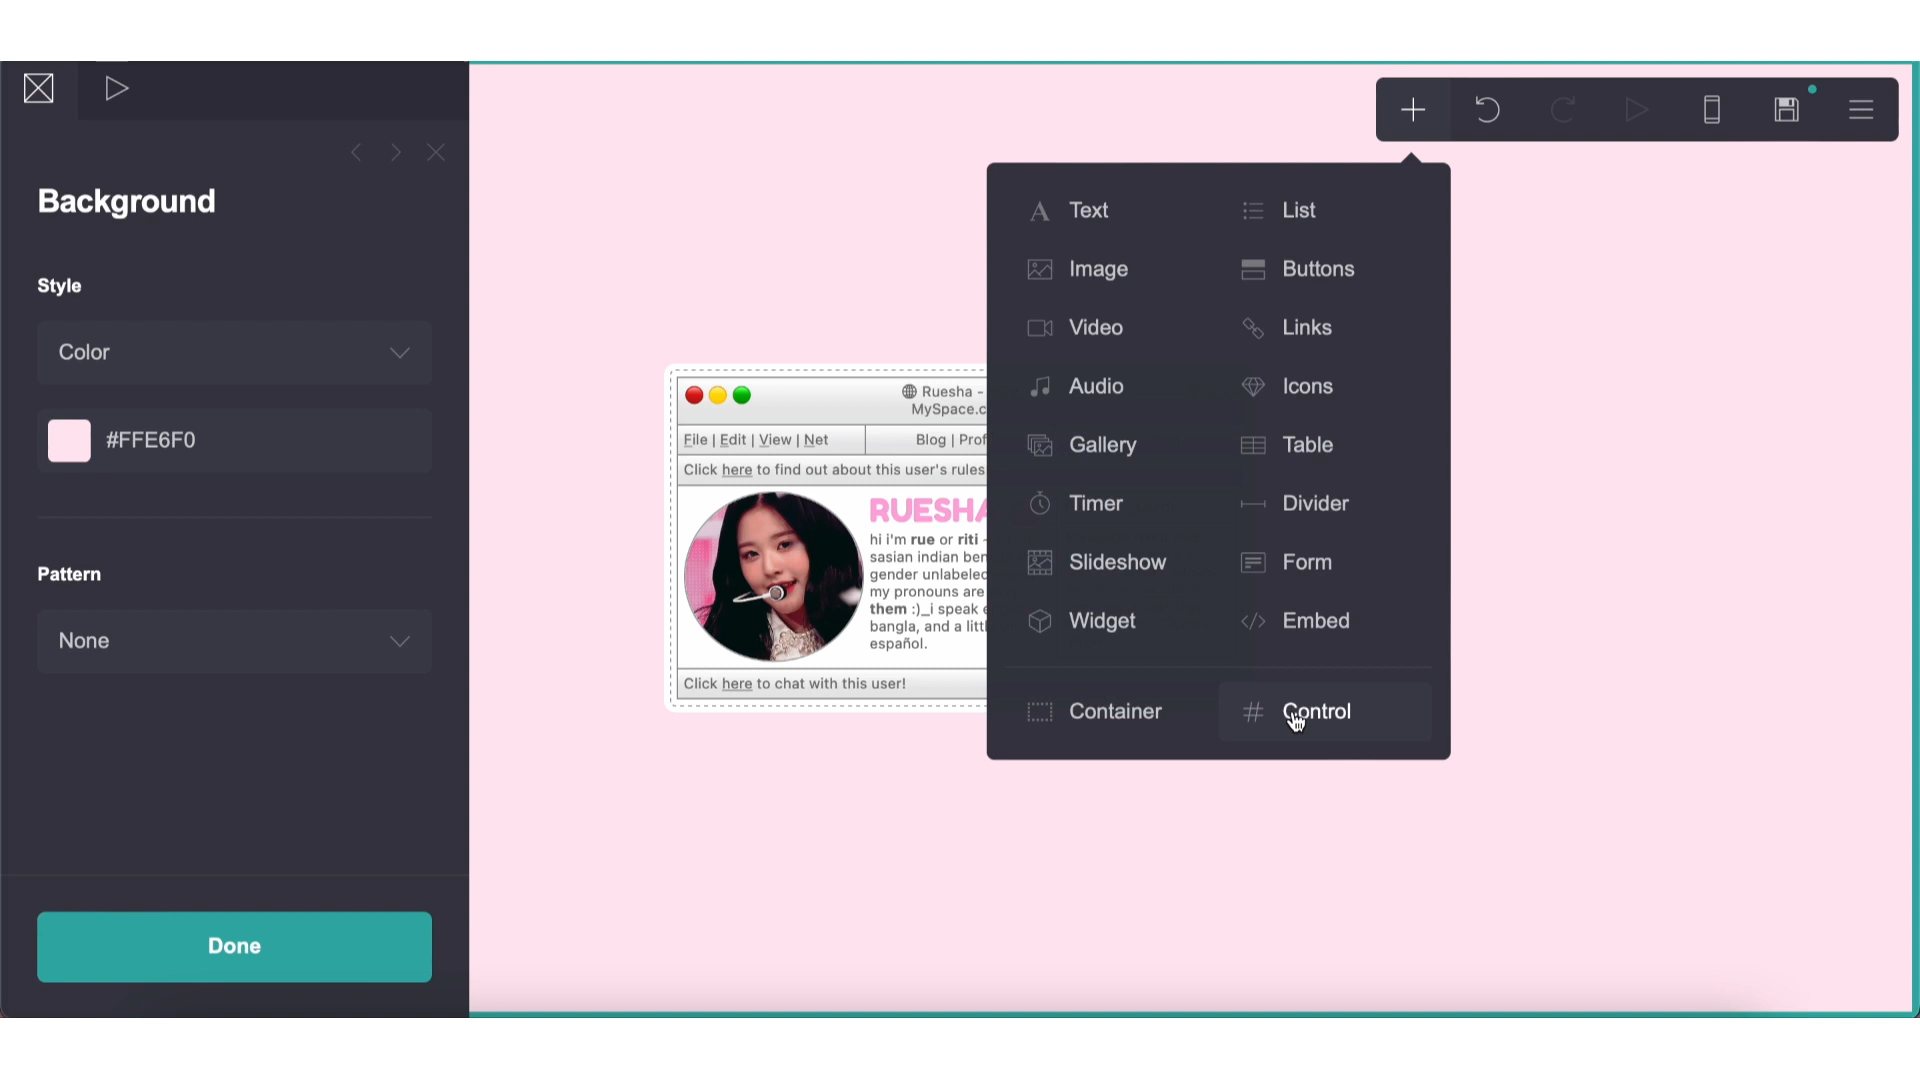 Background
Style
Color
#FFE6F0
Pattern
None
Done
Ruesha -
MySpace.c
File | Edit | View | Net
Blog | Prof
Click here to find out about this user's rules
RUESHA
hi i'm rue or riti -
sasian indian ben
gender unlabeled
my pronouns are
them :)_i speak e
bangla, and a litt
español.
Click here to chat with this user!
Text
List
Image
Buttons
Video
Links
Audio
Icons
Gallery
Table
Timer
Divider
Slideshow
Form
Widget
Embed
Container
Control